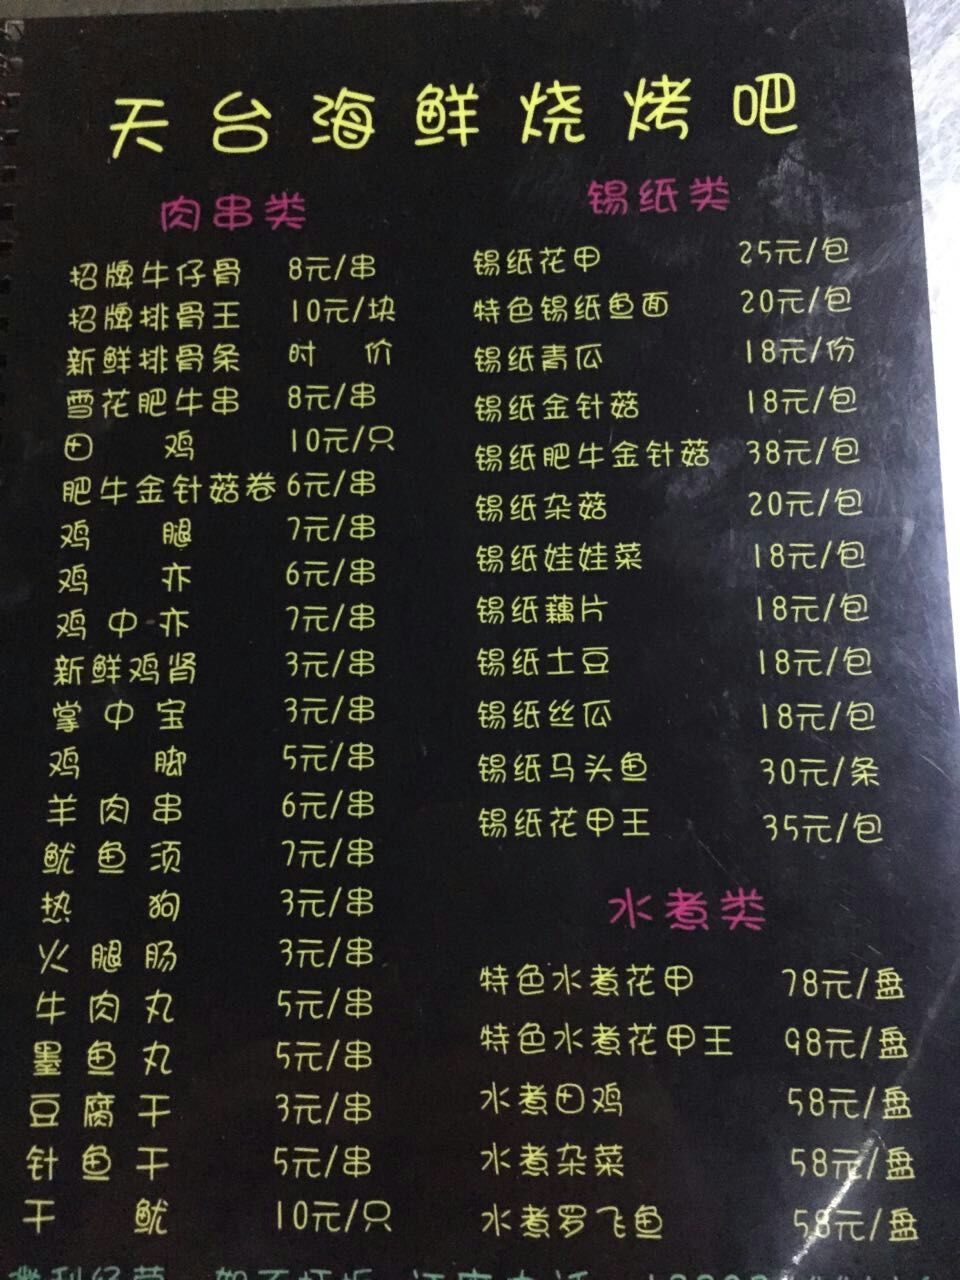 天台海鲜烧烤吧
肉串类
招牌牛仔骨 8元/串
招牌排骨王 10元/块
新鲜排骨条 时 价
雪花肥牛串 8元/串
田 鸡 10元/只
肥牛金针菇卷 6元/串
鸡 腿 7元/串
鸡 亦 6元/串
鸡中亦 7元/串
新鲜鸡肾 3元/串
掌中宝 3元/串
鸡 脚 5元/串
羊肉串 6元/串
鱿鱼须 7元/串
热 狗 3元/串
火腿肠 3元/串
牛肉丸 5元/串
墨鱼丸 5元/串
豆腐干 3元/串
针鱼干 5元/串
干 鱿 10元/只
锡纸类
锡纸花甲 25元/包
特色锡纸鱼面 20元/包
锡纸青瓜 18元/份
锡纸金针菇 18元/包
锡纸肥牛金针菇 38元/包
锡纸杂菇 20元/包
锡纸娃娃菜 18元/包
锡纸藕片 18元/包
锡纸土豆 18元/包
锡纸丝瓜 18元/包
锡纸马头鱼 30元/条
锡纸花甲王 35元/包
水煮类
特色水煮花甲 78元/盘
特色水煮花甲王 98元/盘
水煮田鸡 58元/盘
水煮杂菜 58元/盘
水煮罗飞鱼 58元/盘